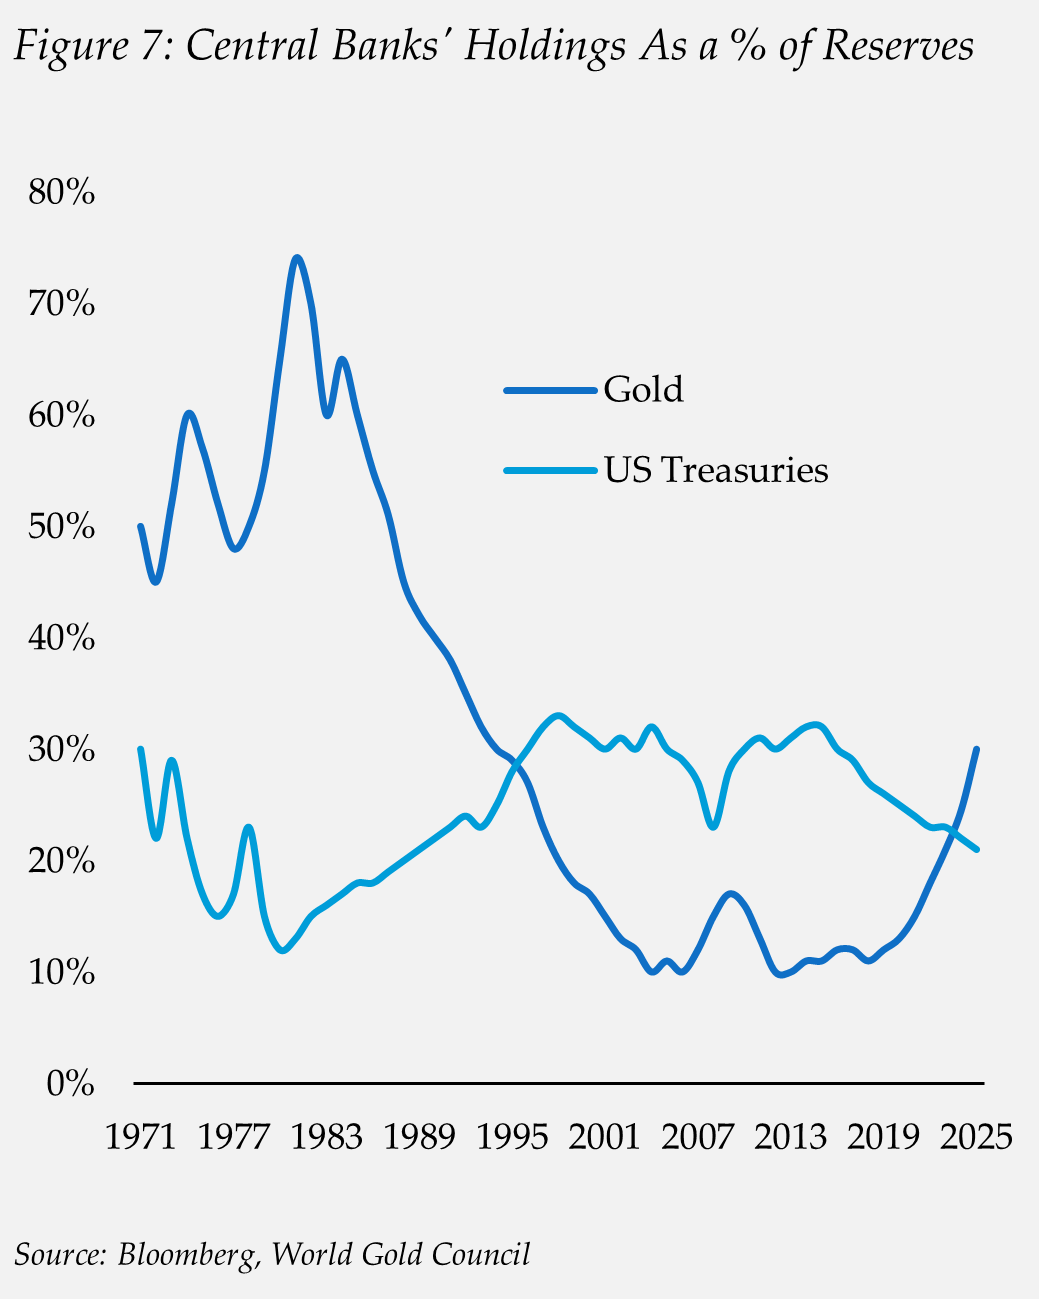 Figure 7: Central Banks' Holdings As a % of Reserves
80%
70%
60%
50%
40%
30%
20%
10%
0%
Gold
US Treasuries
1971 1977 1983 1989 1995 2001 2007 2013 2019 2025
Source: Bloomberg, World Gold Council